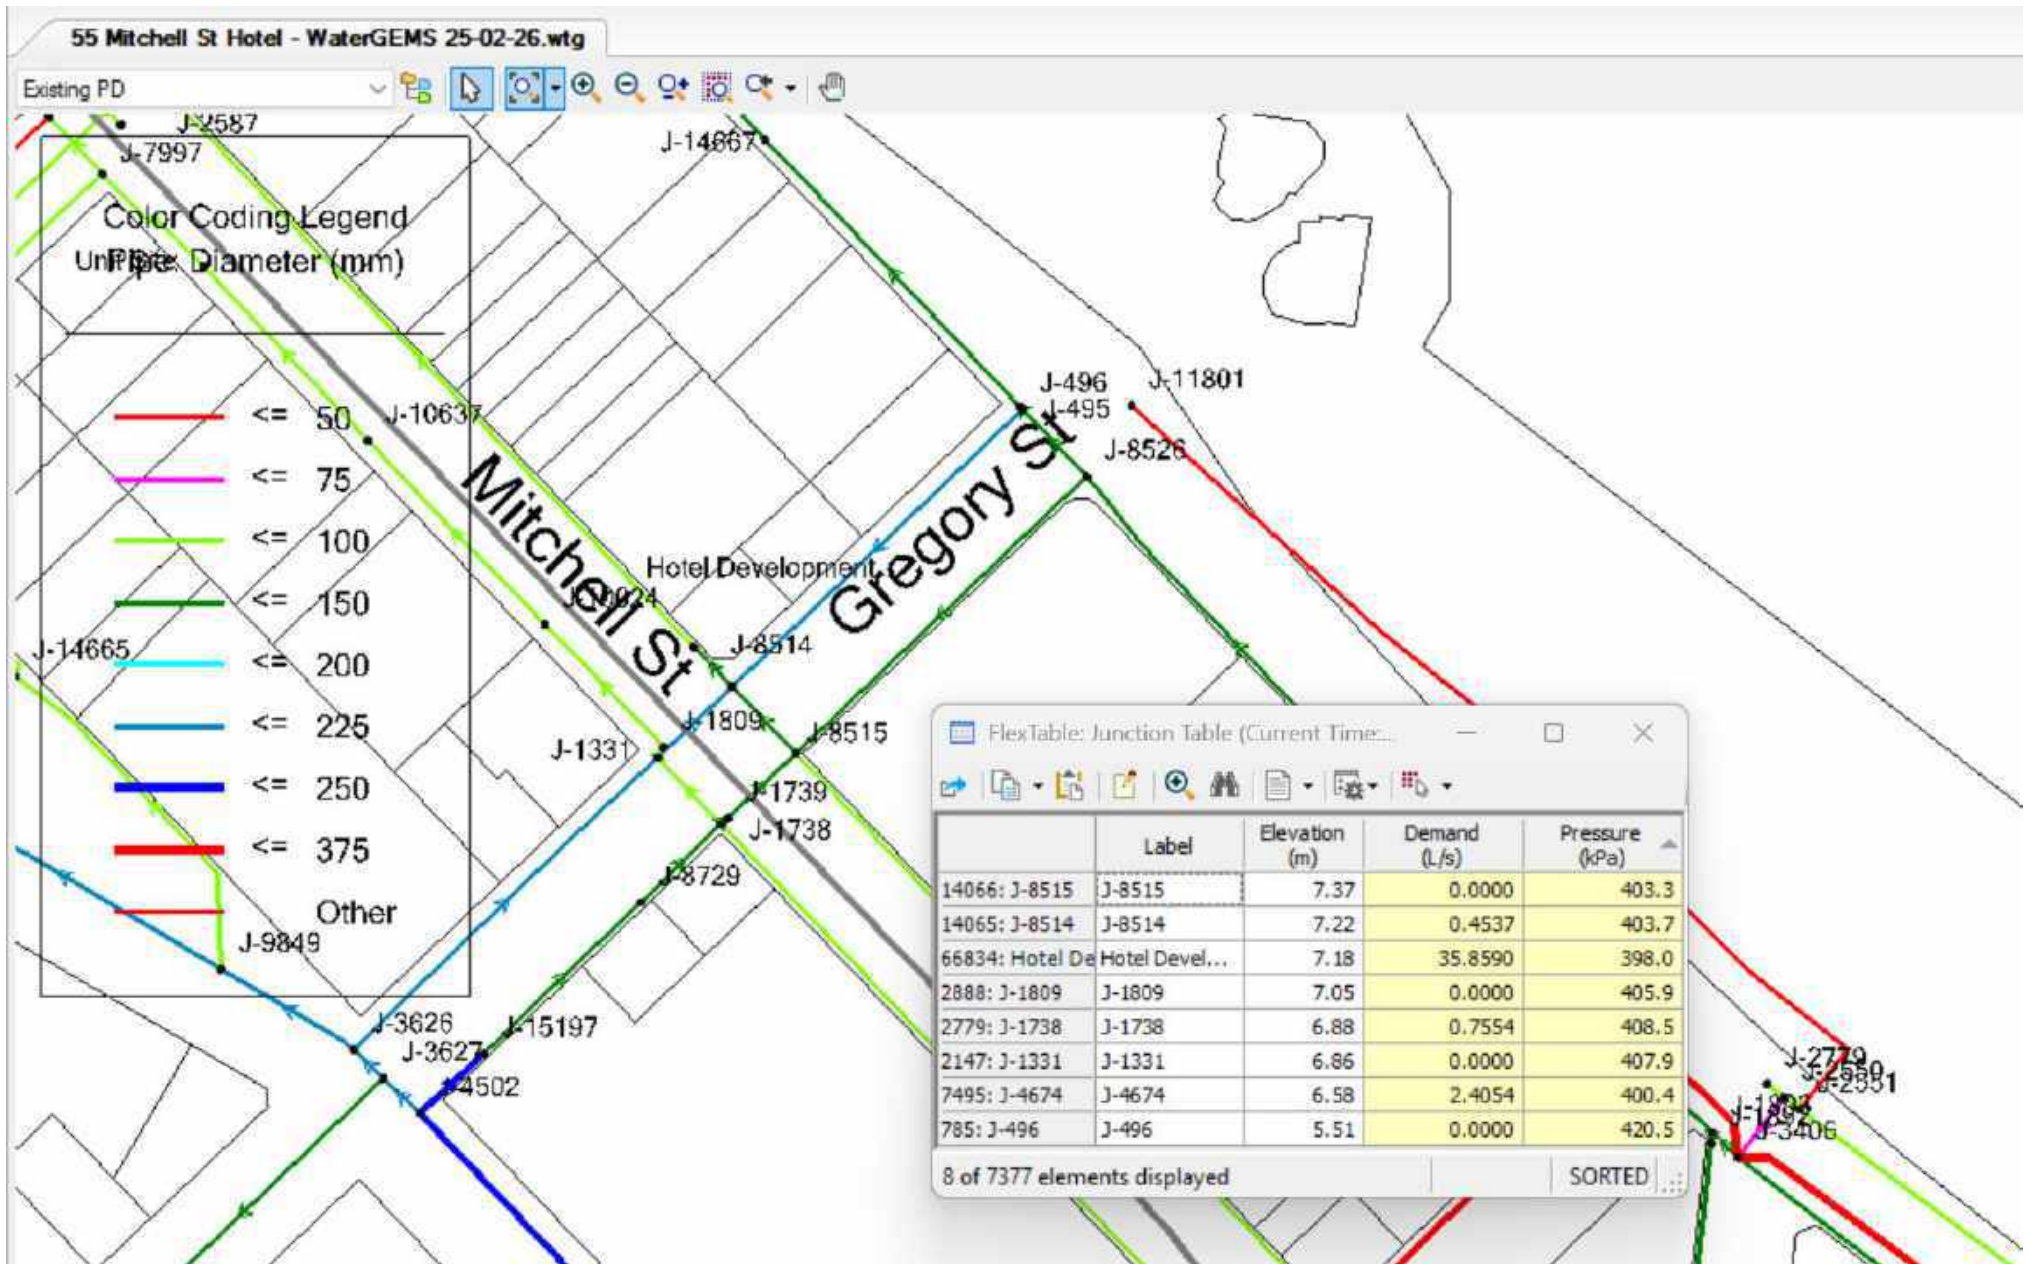 55 Mitchell St Hotel - WaterGEMS 25-02-26.wtg
Existing PD
J-2587
J-7997
J-14667
Color Coding Legend
Pipe: Diameter (mm)
<= 50
<= 75
<= 100
<= 150
<= 200
<= 225
<= 250
<= 375
Other
J-10637
J-496
J-495
J-11801
J-8526
Mitchell St
Gregory St
Hotel Development
J-8514
J-14665
J-1809
J-1331
J-8515
J-1739
J-1738
J-8729
J-9849
J-3626
J-15197
J-3627
J-3406
FlexTable: Junction Table (Current Time:...
Label Elevation (m) Demand (L/s) Pressure (kPa)
14066: J-8515 J-8515 7.37 0.0000 403.3
14065: J-8514 J-8514 7.22 0.4537 403.7
66834: Hotel De Hotel Devel... 7.18 35.8590 398.0
2888: J-1809 J-1809 7.05 0.0000 405.9
2779: J-1738 J-1738 6.88 0.7554 408.5
2147: J-1331 J-1331 6.86 0.0000 407.9
7495: J-4674 J-4674 6.58 2.4054 400.4
785: J-496 J-496 5.51 0.0000 420.5
8 of 7377 elements displayed SORTED